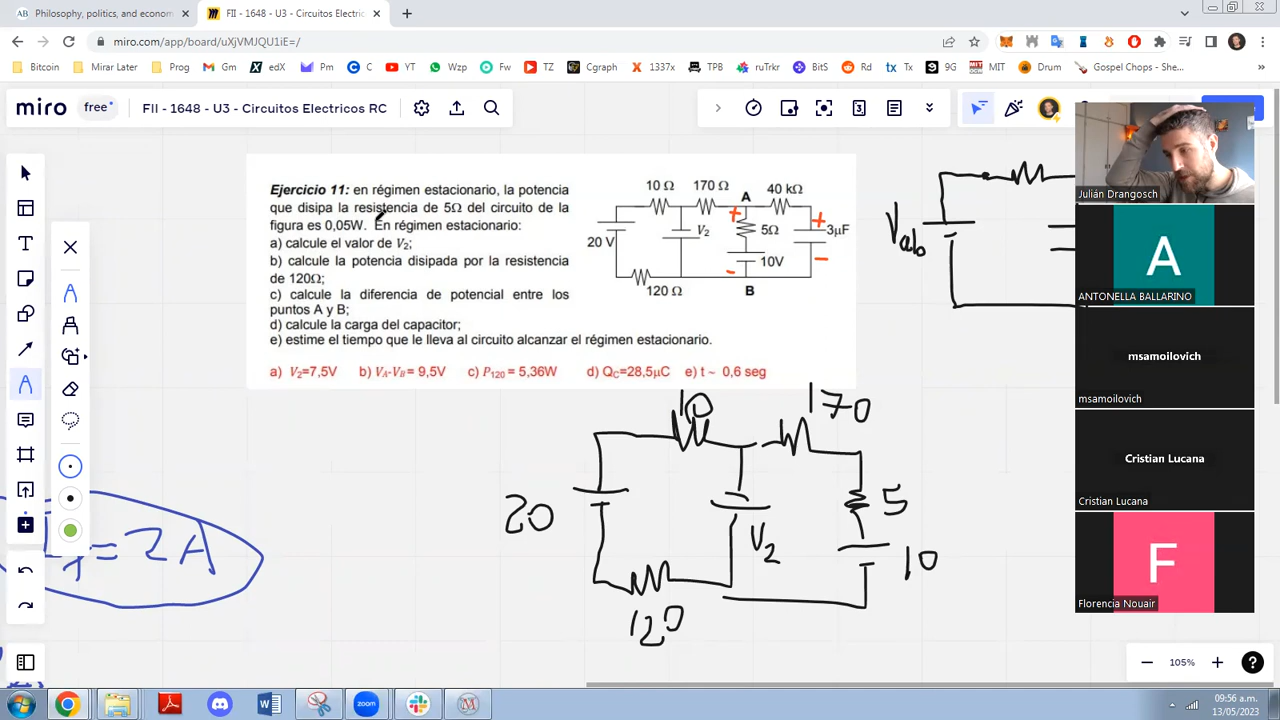 Philosophy, politics, and econom
FII - 1648 - U3 - Circuitos Electric
miro.com/app/board/uXjVMJQU1iE=/
Bitcoin
Mirar Later
Prog
Gm
edX
Pm
C
YT
Wzp
Fw
TZ
Cgraph
1337x
ruTrkr
TPB
BitS
Rd
Tx
9G
MIT
Drum
Gospel Chops - She...
miro
free
FII - 1648 - U3 - Circuitos Electricos RC
Ejercicio 11: en régimen estacionario, la potencia
que disipa la resistencia de 5Ω del circuito de la
figura es 0,05W. En régimen estacionario:
a) calcule el valor de V2;
b) calcule la potencia disipada por la resistencia
de 120Ω;
c) calcule la diferencia de potencial entre los
puntos A y B;
d) calcule la carga del capacitor;
e) estime el tiempo que le lleva al circuito alcanzar el régimen estacionario.
a) V2=7,5V b) VA-VB = 9,5V c) P120 = 5,36W d) QC=28,5µC e) t ~ 0,6 seg
10 Ω 170 Ω A 40 kΩ
+ +
20 V V2 5Ω 3µF
10V
- -
120 Ω B
Vab
10 170
20 V2 5 10
120
= 2A
Julián Drangosch
A
ANTONELLA BALLARINO
msamoilovich
msamoilovich
Cristian Lucana
Cristian Lucana
F
Florencia Nouair
105%
zoom
09:56 a.m.
13/05/2023